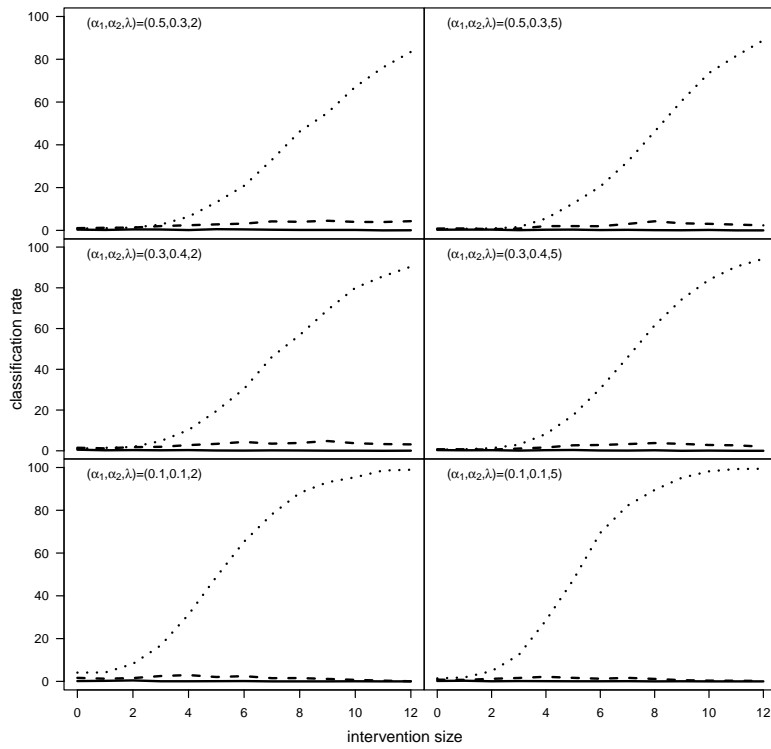 (α₁,α₂,λ)=(0.5,0.3,2)
(α₁,α₂,λ)=(0.5,0.3,5)
100
80
60
40
20
0
(α₁,α₂,λ)=(0.3,0.4,2)
(α₁,α₂,λ)=(0.3,0.4,5)
100
80
60
40
20
0
(α₁,α₂,λ)=(0.1,0.1,2)
(α₁,α₂,λ)=(0.1,0.1,5)
100
80
60
40
20
0
classification rate
0 2 4 6 8 10 12
0 2 4 6 8 10 12
intervention size